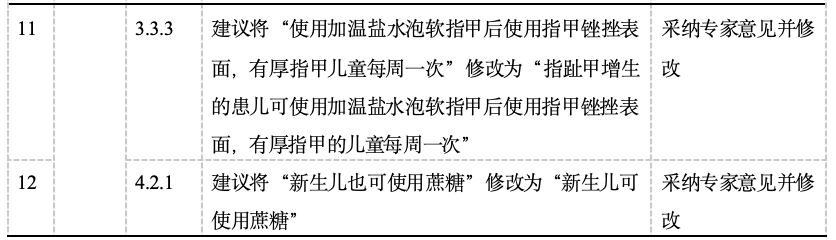 11 3.3.3 建议将“使用加温盐水泡软指甲后使用指甲锉挫表 采纳专家意见并修
面，有厚指甲儿童每周一次”修改为“指趾甲增生 改
的患儿可使用加温盐水泡软指甲后使用指甲锉挫表
面，有厚指甲的儿童每周一次”
12 4.2.1 建议将“新生儿也可使用蔗糖”修改为“新生儿可 采纳专家意见并修
使用蔗糖” 改